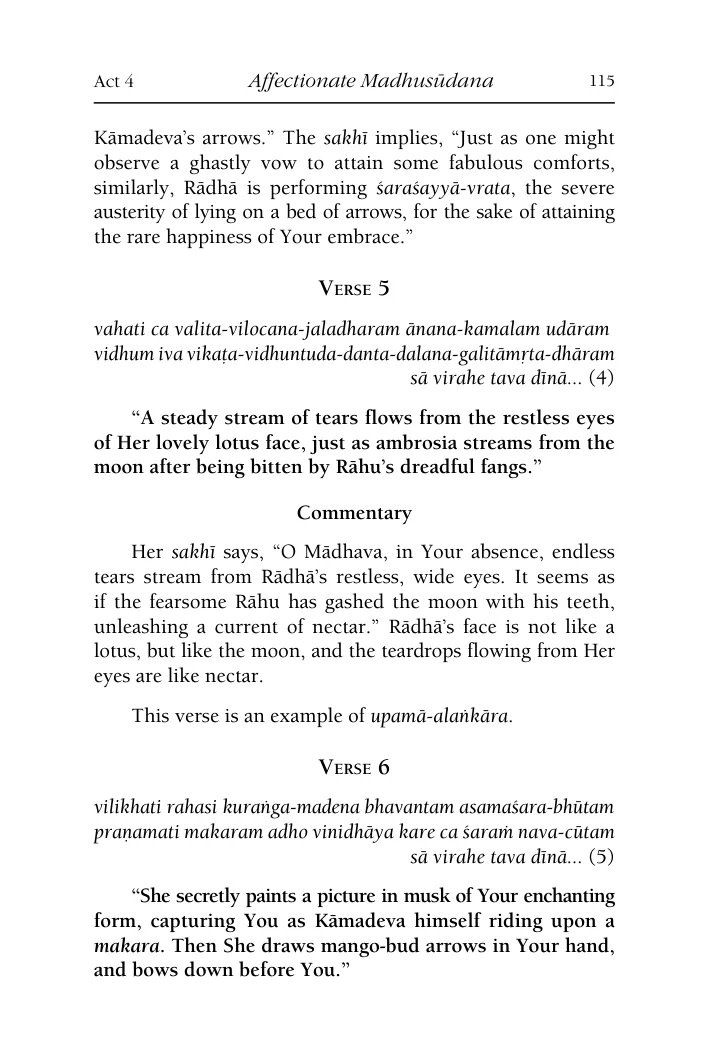 Act 4 Affectionate Madhusūdana 115
Kāmadeva’s arrows.” The sakhī implies, “Just as one might
observe a ghastly vow to attain some fabulous comforts,
similarly, Rādhā is performing śaraśayyā-vrata, the severe
austerity of lying on a bed of arrows, for the sake of attaining
the rare happiness of Your embrace.”
Verse 5
vahati ca valita-vilocana-jaladharam ānana-kamalam udāram
vidhum iva vikaṭa-vidhuntuda-danta-dalana-galitāmṛta-dhāram
sā virahe tava dīnā... (4)
“A steady stream of tears flows from the restless eyes
of Her lovely lotus face, just as ambrosia streams from the
moon after being bitten by Rāhu’s dreadful fangs.”
Commentary
Her sakhī says, “O Mādhava, in Your absence, endless
tears stream from Rādhā’s restless, wide eyes. It seems as
if the fearsome Rāhu has gashed the moon with his teeth,
unleashing a current of nectar.” Rādhā’s face is not like a
lotus, but like the moon, and the teardrops flowing from Her
eyes are like nectar.
This verse is an example of upamā-alaṅkāra.
Verse 6
vilikhati rahasi kuraṅga-madena bhavantam asamaśara-bhūtam
praṇamati makaram adho vinidhāya kare ca śaraṁ nava-cūtam
sā virahe tava dīnā... (5)
“She secretly paints a picture in musk of Your enchanting
form, capturing You as Kāmadeva himself riding upon a
makara. Then She draws mango-bud arrows in Your hand,
and bows down before You.”